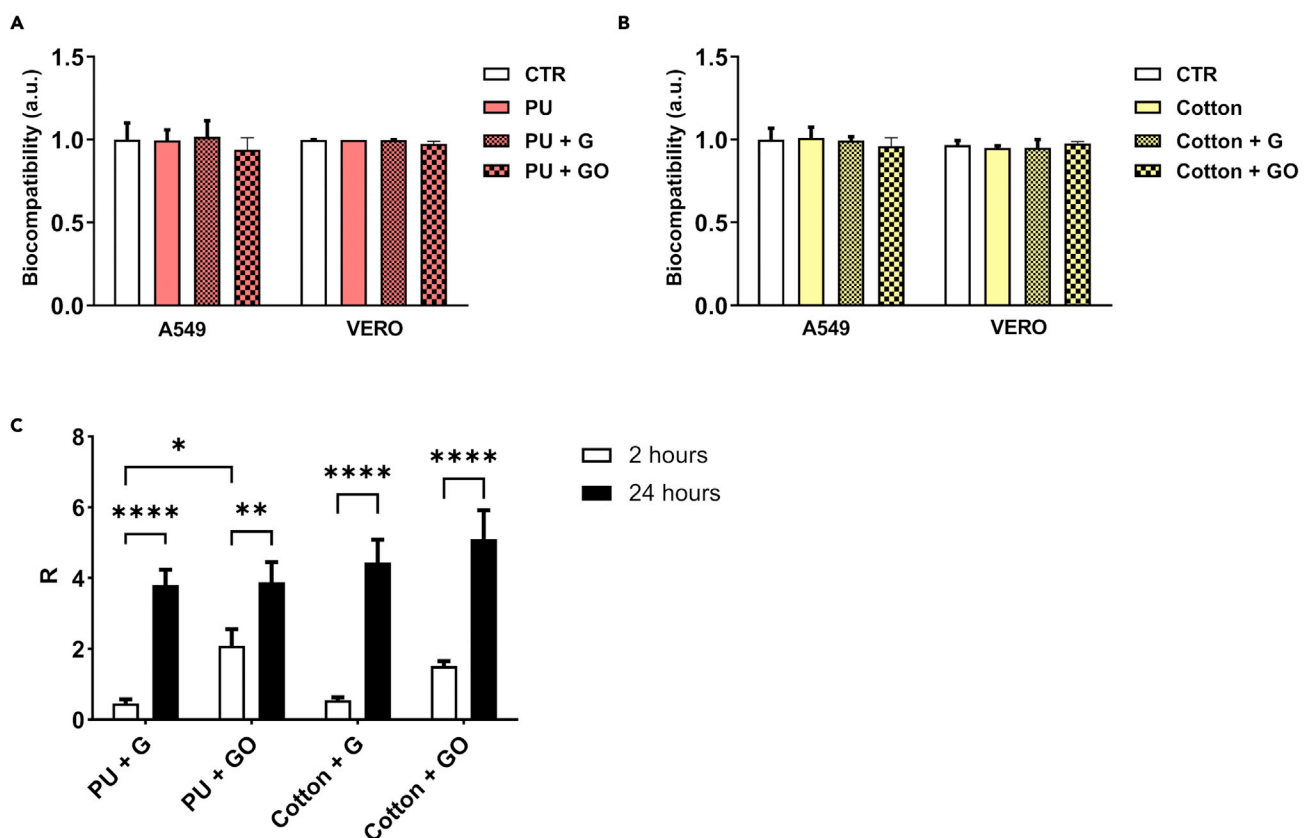 A
Biocompatibility (a.u.)
1.5
1.0
0.5
0.0
A549 VERO
CTR
PU
PU + G
PU + GO
B
Biocompatibility (a.u.)
1.5
1.0
0.5
0.0
A549 VERO
CTR
Cotton
Cotton + G
Cotton + GO
C
R
8
6
4
2
0
*
**** ** **** ****
PU + G
PU + GO
Cotton + G
Cotton + GO
2 hours
24 hours